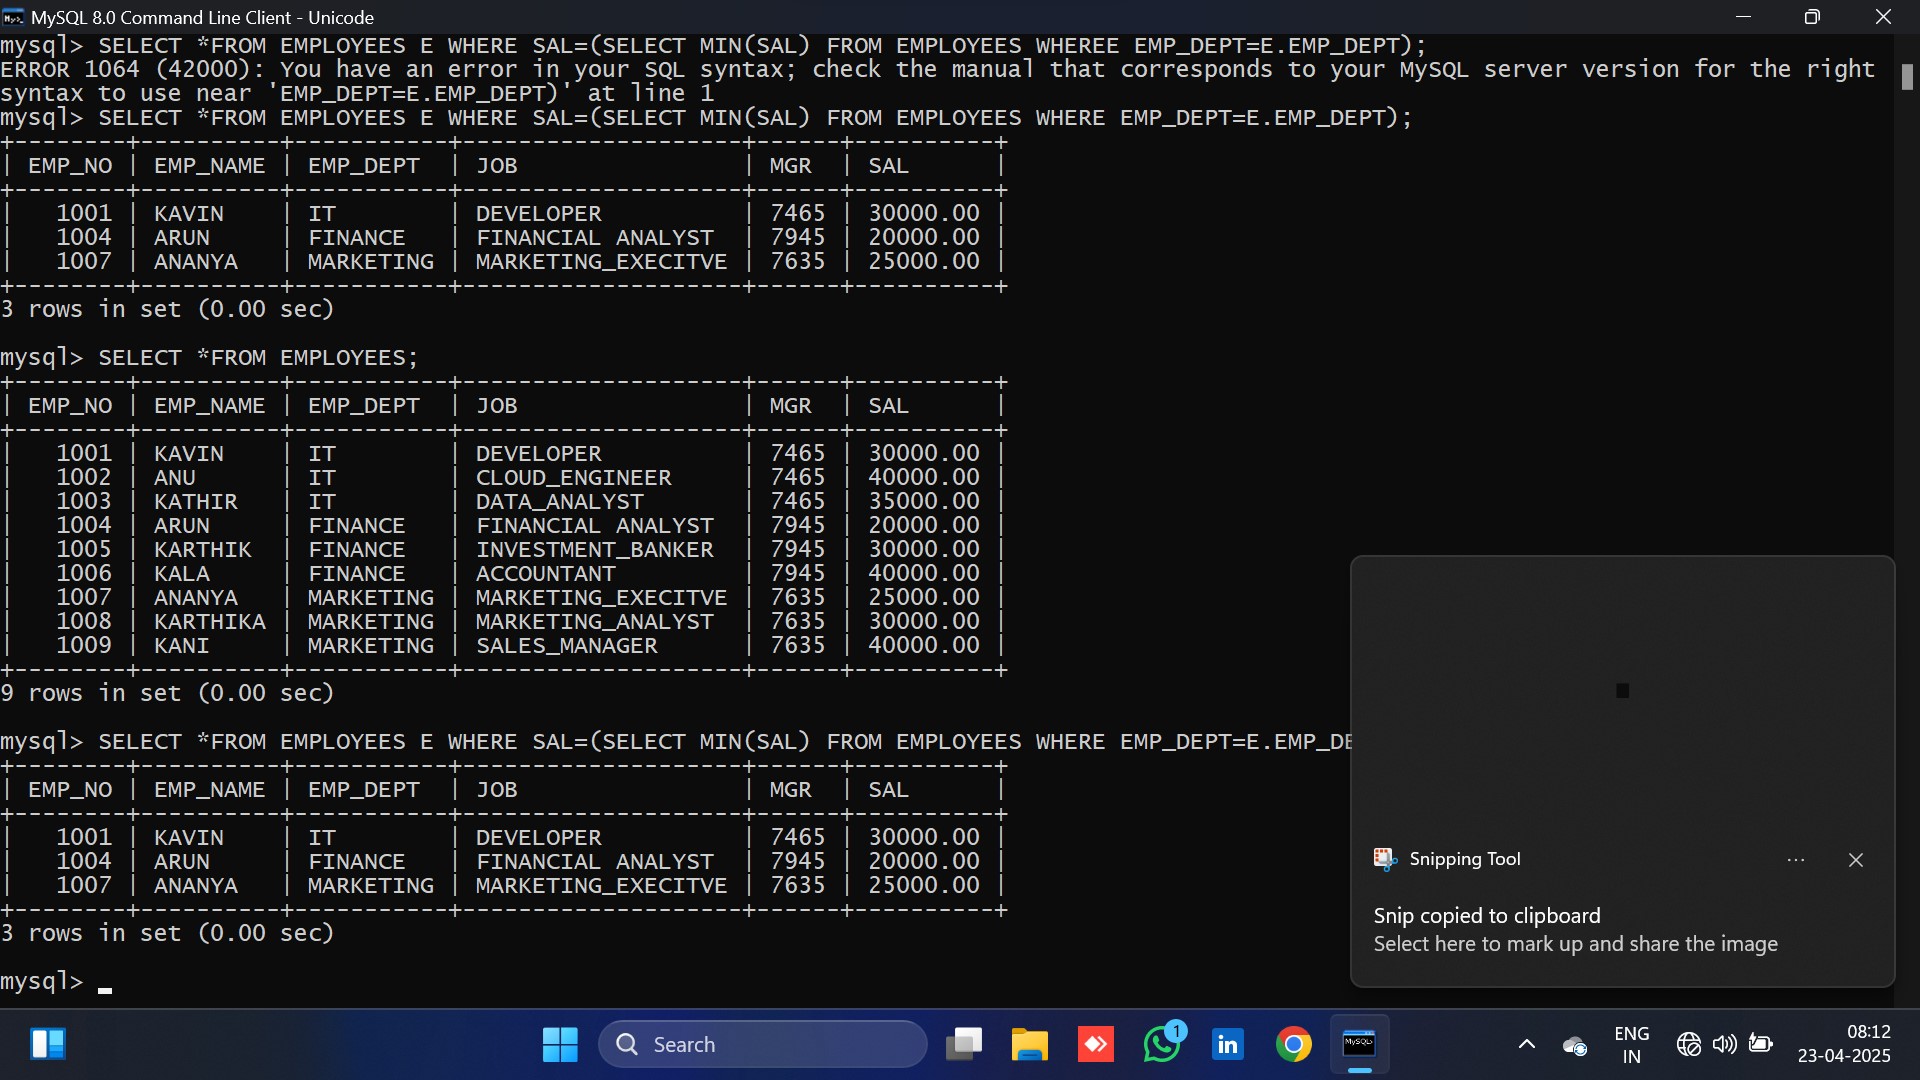 MySQL 8.0 Command Line Client - Unicode
mysql> SELECT *FROM EMPLOYEES E WHERE SAL=(SELECT MIN(SAL) FROM EMPLOYEES WHEREE EMP_DEPT=E.EMP_DEPT);
ERROR 1064 (42000): You have an error in your SQL syntax; check the manual that corresponds to your MySQL server version for the right
syntax to use near 'EMP_DEPT=E.EMP_DEPT)' at line 1
mysql> SELECT *FROM EMPLOYEES E WHERE SAL=(SELECT MIN(SAL) FROM EMPLOYEES WHERE EMP_DEPT=E.EMP_DEPT);
+--------+----------+-----------+--------------------+------+----------+
| EMP_NO | EMP_NAME | EMP_DEPT | JOB | MGR | SAL |
+--------+----------+-----------+--------------------+------+----------+
| 1001 | KAVIN | IT | DEVELOPER | 7465 | 30000.00 |
| 1004 | ARUN | FINANCE | FINANCIAL ANALYST | 7945 | 20000.00 |
| 1007 | ANANYA | MARKETING | MARKETING_EXECITVE | 7635 | 25000.00 |
+--------+----------+-----------+--------------------+------+----------+
3 rows in set (0.00 sec)
mysql> SELECT *FROM EMPLOYEES;
+--------+----------+-----------+--------------------+------+----------+
| EMP_NO | EMP_NAME | EMP_DEPT | JOB | MGR | SAL |
+--------+----------+-----------+--------------------+------+----------+
| 1001 | KAVIN | IT | DEVELOPER | 7465 | 30000.00 |
| 1002 | ANU | IT | CLOUD_ENGINEER | 7465 | 40000.00 |
| 1003 | KATHIR | IT | DATA_ANALYST | 7465 | 35000.00 |
| 1004 | ARUN | FINANCE | FINANCIAL ANALYST | 7945 | 20000.00 |
| 1005 | KARTHIK | FINANCE | INVESTMENT_BANKER | 7945 | 30000.00 |
| 1006 | KALA | FINANCE | ACCOUNTANT | 7945 | 40000.00 |
| 1007 | ANANYA | MARKETING | MARKETING_EXECITVE | 7635 | 25000.00 |
| 1008 | KARTHIKA | MARKETING | MARKETING_ANALYST | 7635 | 30000.00 |
| 1009 | KANI | MARKETING | SALES_MANAGER | 7635 | 40000.00 |
+--------+----------+-----------+--------------------+------+----------+
9 rows in set (0.00 sec)
mysql> SELECT *FROM EMPLOYEES E WHERE SAL=(SELECT MIN(SAL) FROM EMPLOYEES WHERE EMP_DEPT=E.EMP_DE
+--------+----------+-----------+--------------------+------+----------+
| EMP_NO | EMP_NAME | EMP_DEPT | JOB | MGR | SAL |
+--------+----------+-----------+--------------------+------+----------+
| 1001 | KAVIN | IT | DEVELOPER | 7465 | 30000.00 |
| 1004 | ARUN | FINANCE | FINANCIAL ANALYST | 7945 | 20000.00 |
| 1007 | ANANYA | MARKETING | MARKETING_EXECITVE | 7635 | 25000.00 |
+--------+----------+-----------+--------------------+------+----------+
3 rows in set (0.00 sec)
mysql>
Snipping Tool
Snip copied to clipboard
Select here to mark up and share the image
Search
1
in
MySQL>
ENG
IN
08:12
23-04-2025